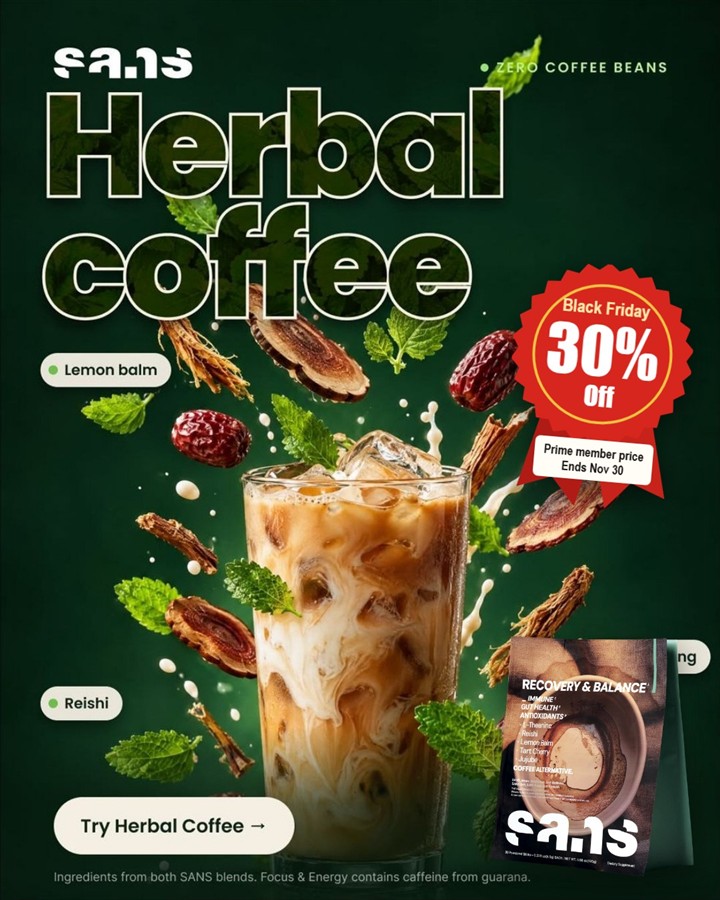 sans
ZERO COFFEE BEANS
Herbal
coffee
Black Friday
30%
Off
Prime member price
Ends Nov 30
Lemon balm
ng
Reishi
RECOVERY & BALANCE
IMMUNE
GUT HEALTH
ANTIOXIDANTS
L-Theanine
Reishi
Lemon Balm
Tart Cherry
Jujube
COFFEE ALTERNATIVE
sans
Try Herbal Coffee →
Ingredients from both SANS blends. Focus & Energy contains caffeine from guarana.